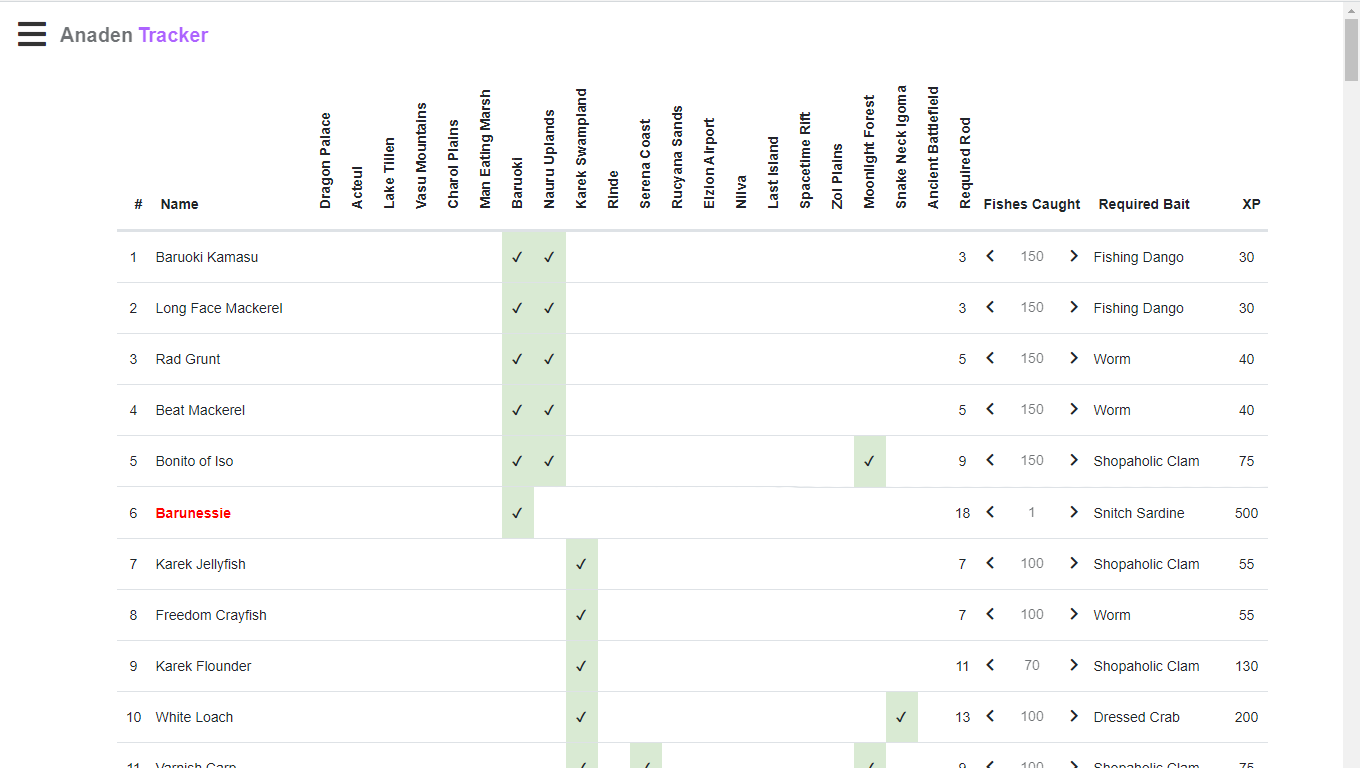 Anaden Tracker
# Name Dragon Palace Acteul Lake Tillen Vasu Mountains Charol Plains Man Eating Marsh Baruoki Nauru Uplands Karek Swampland Rinde Serena Coast Rucyana Sands Elzion Airport Nilva Last Island Spacetime Rift Zol Plains Moonlight Forest Snake Neck Igoma Ancient Battlefield Required Rod Fishes Caught Required Bait XP
1 Baruoki Kamasu ✓ ✓ 3 150 Fishing Dango 30
2 Long Face Mackerel ✓ ✓ 3 150 Fishing Dango 30
3 Rad Grunt ✓ ✓ 5 150 Worm 40
4 Beat Mackerel ✓ ✓ 5 150 Worm 40
5 Bonito of Iso ✓ ✓ ✓ 9 150 Shopaholic Clam 75
6 Barunessie ✓ 18 1 Snitch Sardine 500
7 Karek Jellyfish ✓ 7 100 Shopaholic Clam 55
8 Freedom Crayfish ✓ 7 100 Worm 55
9 Karek Flounder ✓ 11 70 Shopaholic Clam 130
10 White Loach ✓ ✓ 13 100 Dressed Crab 200
11 Varnish Carp ✓ ✓ ✓ 9 100 Shopaholic Clam 75